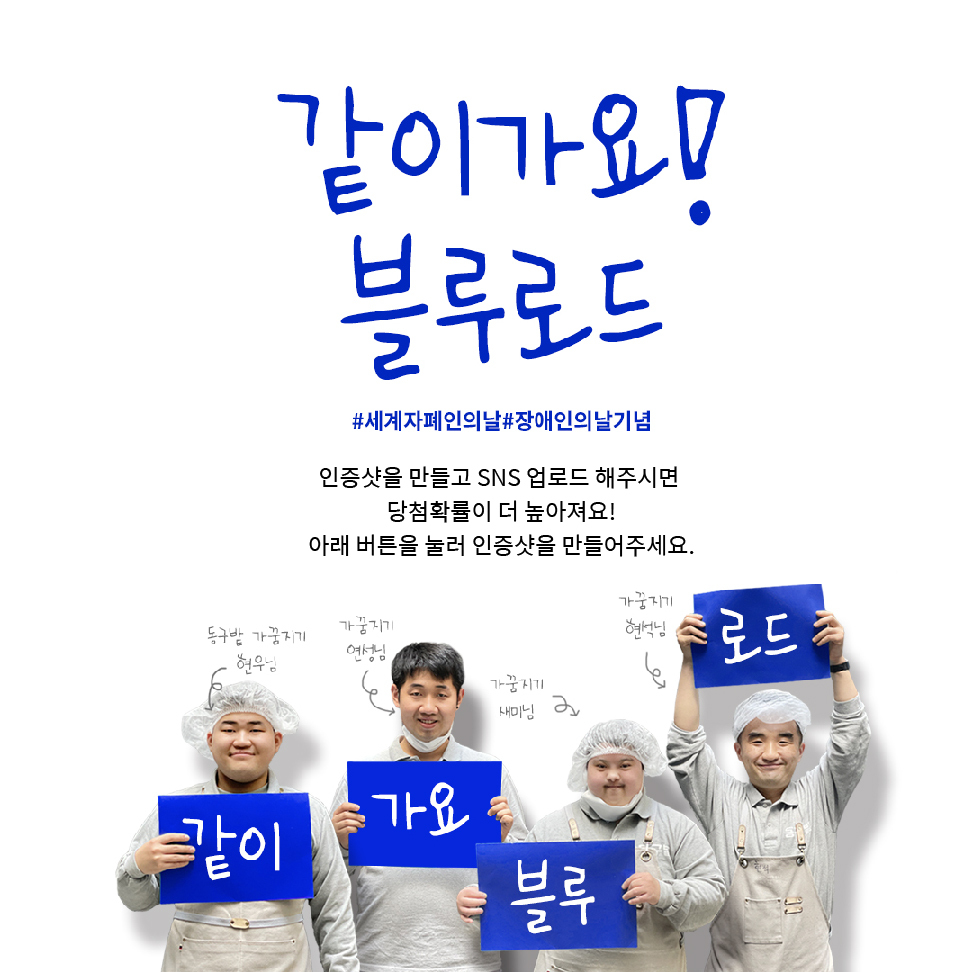 같이가요!
블루로드
#세계자폐인의날#장애인의날기념
인증샷을 만들고 SNS 업로드 해주시면
당첨확률이 더 높아져요!
아래 버튼을 눌러 인증샷을 만들어주세요.
가꿈지기
현석님
로드
동구밭 가꿈지기
현우님
가꿈지기
연성님
가꿈지기
새미님
가요
같이
블루